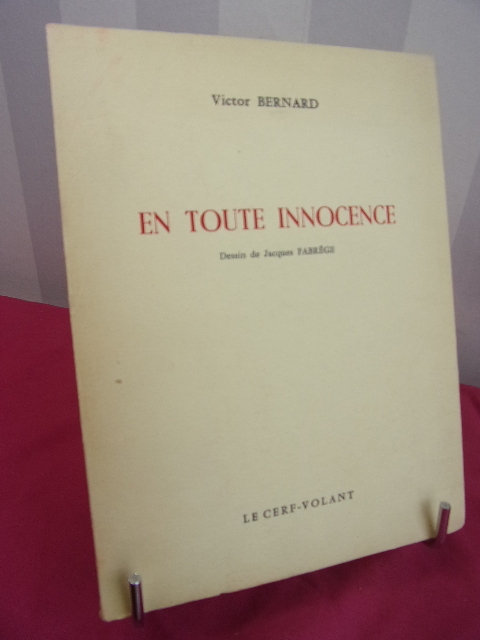 Victor BERNARD
EN TOUTE INNOCENCE
Dessin de Jacques FABRÈGE
LE CERF-VOLANT